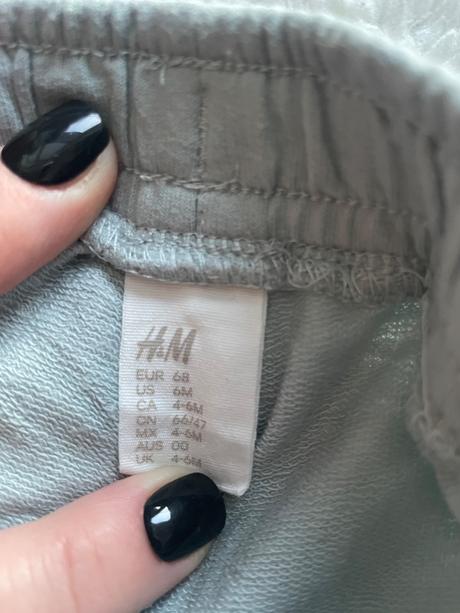 H&M
EUR 68
US 6M
CA 4-6M
CN 66/47
MX 4-6M
AUS 00
UK 4-6M